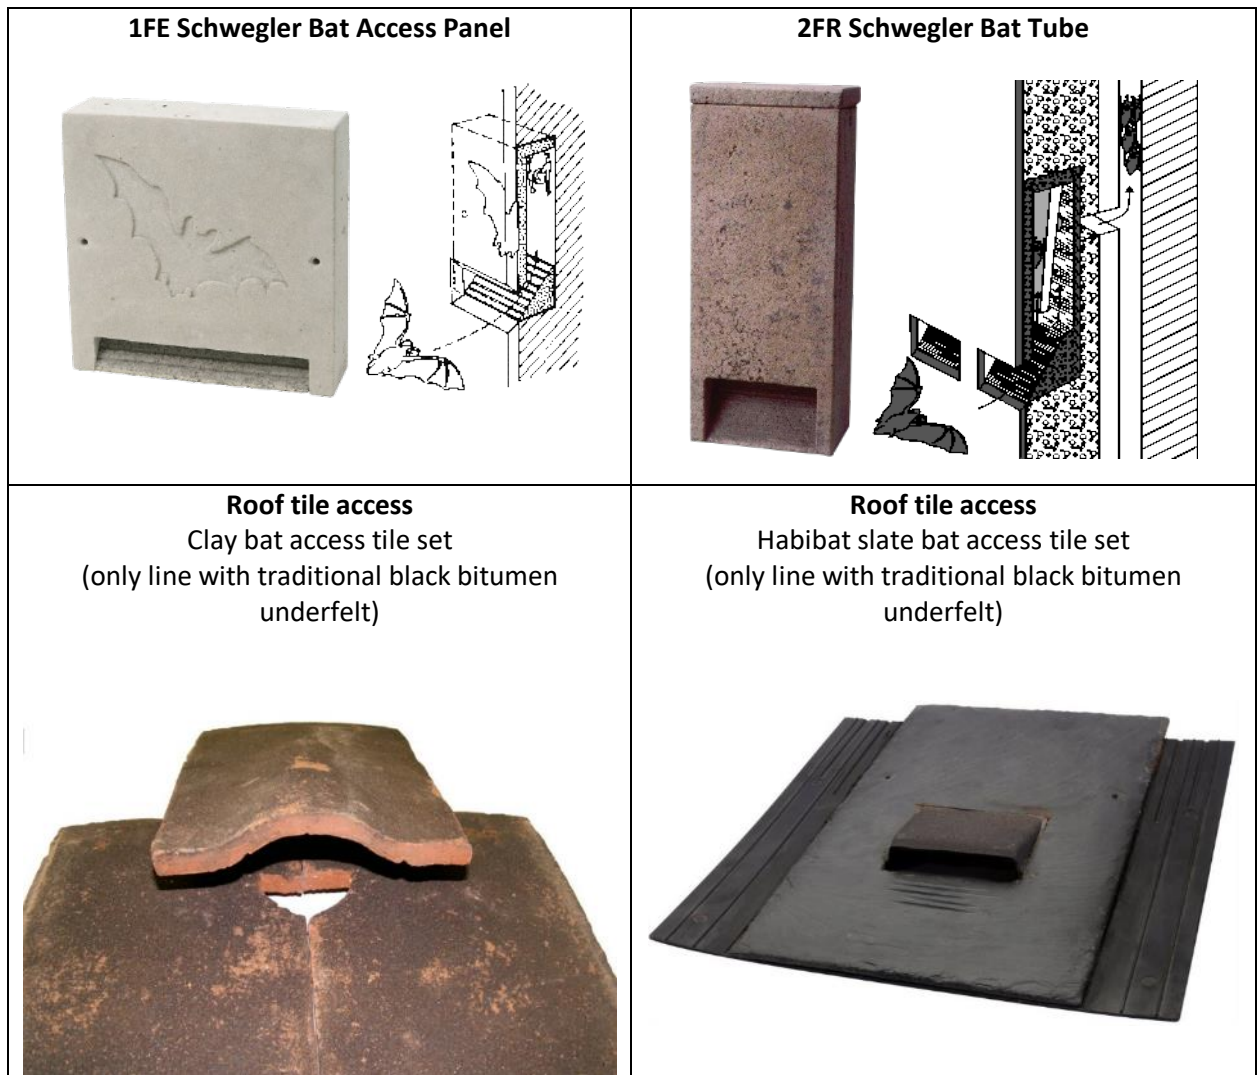 1FE Schwegler Bat Access Panel
2FR Schwegler Bat Tube
Roof tile access
Clay bat access tile set
(only line with traditional black bitumen
underfelt)
Roof tile access
Habibat slate bat access tile set
(only line with traditional black bitumen
underfelt)